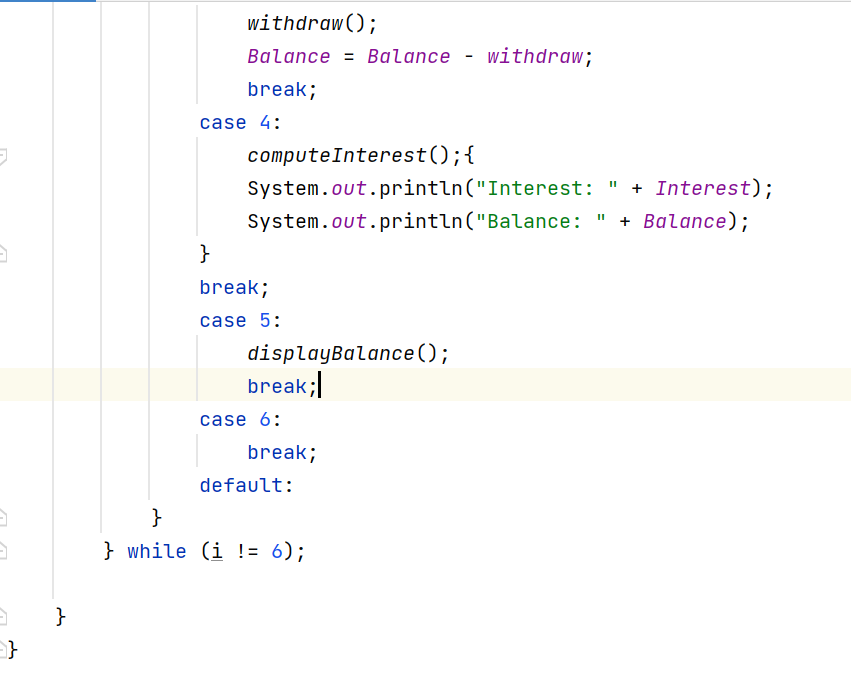 withdraw();
Balance = Balance - withdraw;
break;
case 4:
computeInterest();{
System.out.println("Interest: " + Interest);
System.out.println("Balance: " + Balance);
}
break;
case 5:
displayBalance();
break;
case 6:
break;
default:
}
} while (i != 6);
}
}